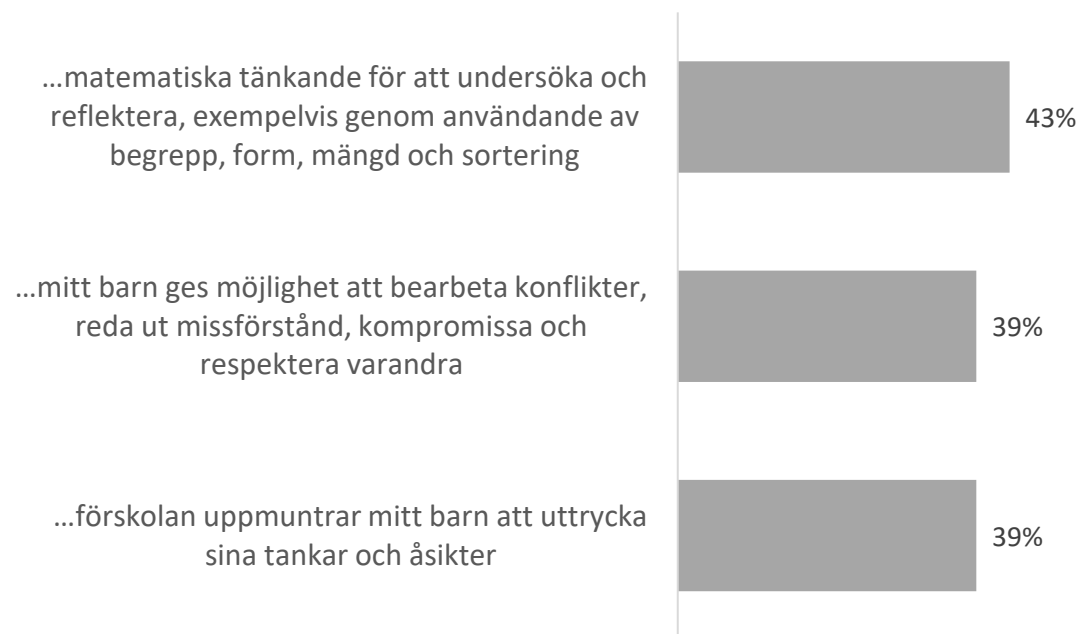 …matematiska tänkande för att undersöka och
reflektera, exempelvis genom användande av
begrepp, form, mängd och sortering
43%
…mitt barn ges möjlighet att bearbeta konflikter,
reda ut missförstånd, kompromissa och
respektera varandra
39%
…förskolan uppmuntrar mitt barn att uttrycka
sina tankar och åsikter
39%